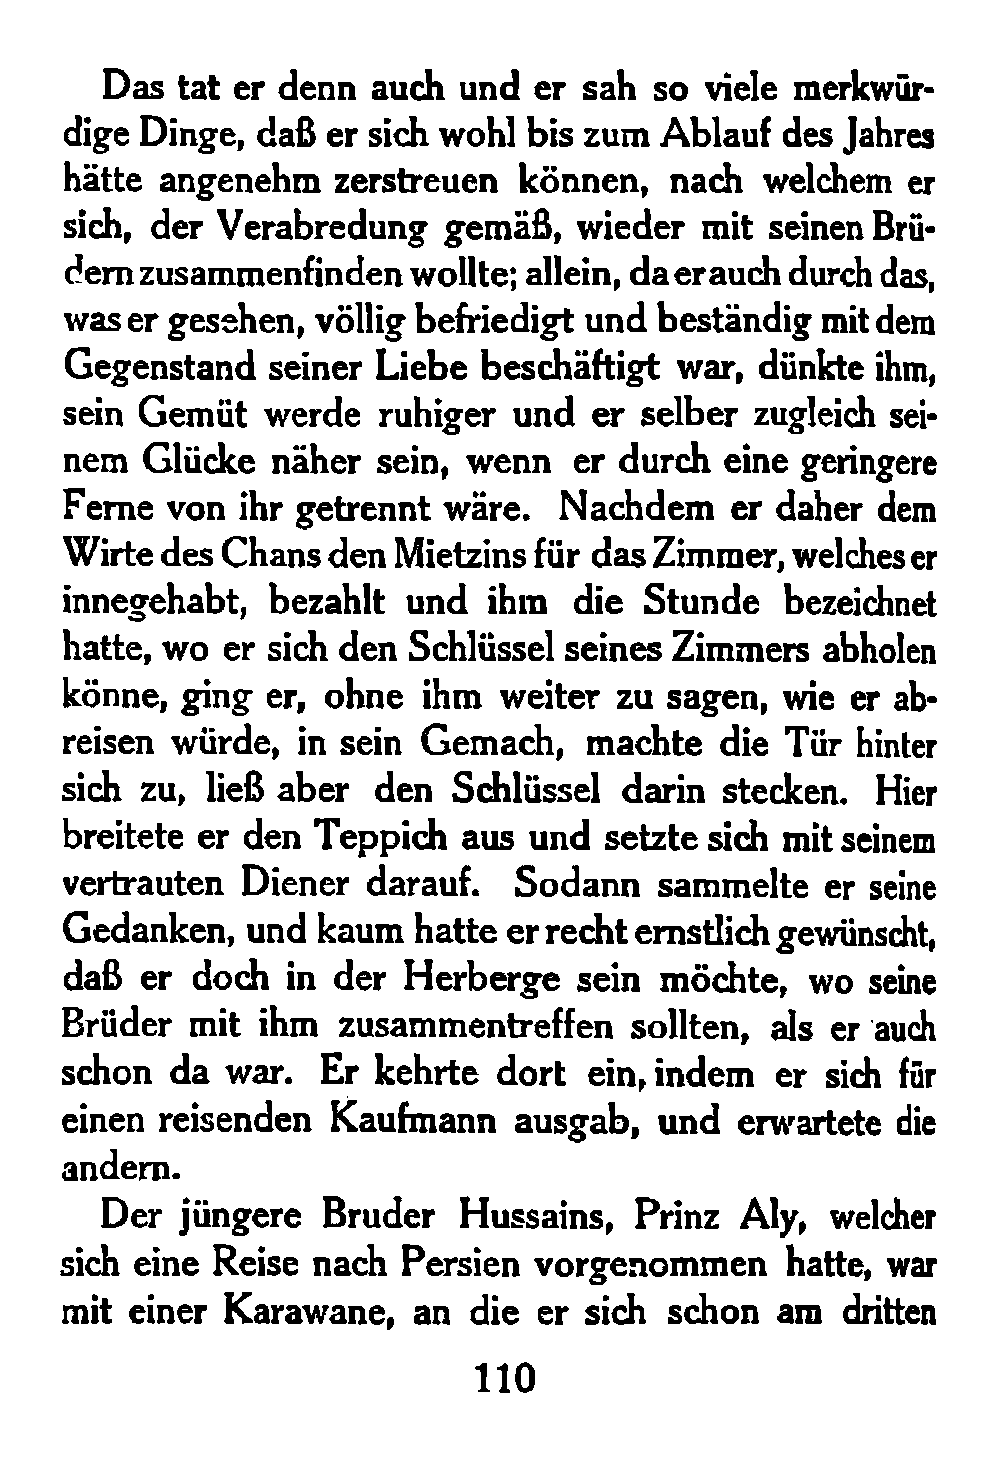 Das tat er denn auch und er sah so viele merkwür-
dige Dinge, daß er sich wohl bis zum Ablauf des Jahres
hätte angenehm zerstreuen können, nach welchem er
sich, der Verabredung gemäß, wieder mit seinen Brü-
dern zusammenfinden wollte; allein, da er auch durch das,
was er gesehen, völlig befriedigt und beständig mit dem
Gegenstand seiner Liebe beschäftigt war, dünkte ihm,
sein Gemüt werde ruhiger und er selber zugleich sei-
nem Glücke näher sein, wenn er durch eine geringere
Ferne von ihr getrennt wäre. Nachdem er daher dem
Wirte des Chans den Mietzins für das Zimmer, welches er
innegehabt, bezahlt und ihm die Stunde bezeichnet
hatte, wo er sich den Schlüssel seines Zimmers abholen
könne, ging er, ohne ihm weiter zu sagen, wie er ab-
reisen würde, in sein Gemach, machte die Tür hinter
sich zu, ließ aber den Schlüssel darin stecken. Hier
breitete er den Teppich aus und setzte sich mit seinem
vertrauten Diener darauf. Sodann sammelte er seine
Gedanken, und kaum hatte er recht ernstlich gewünscht,
daß er doch in der Herberge sein möchte, wo seine
Brüder mit ihm zusammentreffen sollten, als er auch
schon da war. Er kehrte dort ein, indem er sich für
einen reisenden Kaufmann ausgab, und erwartete die
andern.
Der jüngere Bruder Hussains, Prinz Aly, welcher
sich eine Reise nach Persien vorgenommen hatte, war
mit einer Karawane, an die er sich schon am dritten
110